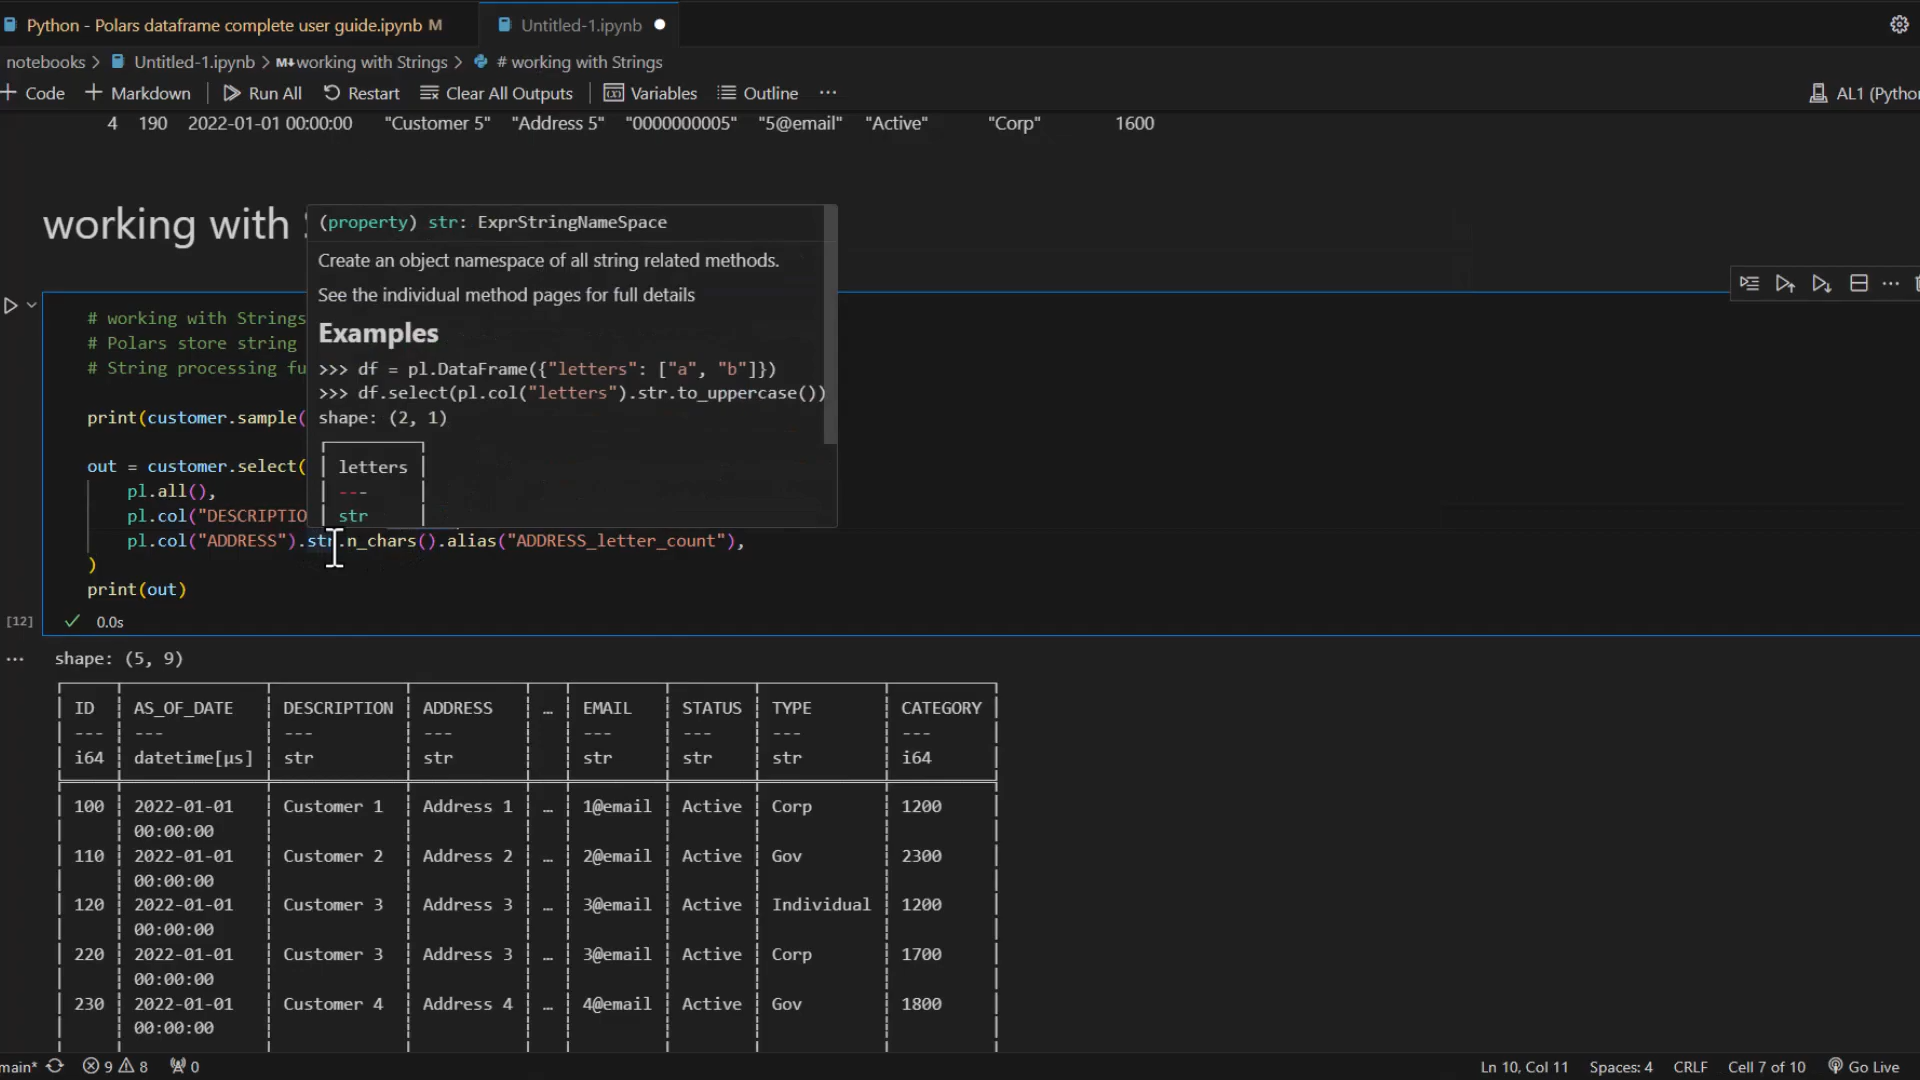 Python - Polars dataframe complete user guide.ipynb M
Untitled-1.ipynb
notebooks > Untitled-1.ipynb > M↓working with Strings > # working with Strings
+ Code + Markdown Run All Restart Clear All Outputs Variables Outline ...
AL1 (Python
4 190 2022-01-01 00:00:00 "Customer 5" "Address 5" "0000000005" "5@email" "Active" "Corp" 1600
working with S
(property) str: ExprStringNameSpace
Create an object namespace of all string related methods.
See the individual method pages for full details
Examples
>>> df = pl.DataFrame({"letters": ["a", "b"]})
>>> df.select(pl.col("letters").str.to_uppercase())
shape: (2, 1)
letters
---
str
# working with Strings
# Polars store string
# String processing fu
print(customer.sample(
out = customer.select(
pl.all(),
pl.col("DESCRIPTIO
pl.col("ADDRESS").str.n_chars().alias("ADDRESS_letter_count"),
)
print(out)
[12] 0.0s
... shape: (5, 9)
ID AS_OF_DATE DESCRIPTION ADDRESS … EMAIL STATUS TYPE CATEGORY
--- --- --- --- --- --- --- ---
i64 datetime[μs] str str str str str i64
100 2022-01-01 Customer 1 Address 1 … 1@email Active Corp 1200
00:00:00
110 2022-01-01 Customer 2 Address 2 … 2@email Active Gov 2300
00:00:00
120 2022-01-01 Customer 3 Address 3 … 3@email Active Individual 1200
00:00:00
220 2022-01-01 Customer 3 Address 3 … 3@email Active Corp 1700
00:00:00
230 2022-01-01 Customer 4 Address 4 … 4@email Active Gov 1800
00:00:00
main* 9 8 0
Ln 10, Col 11 Spaces: 4 CRLF Cell 7 of 10 Go Live